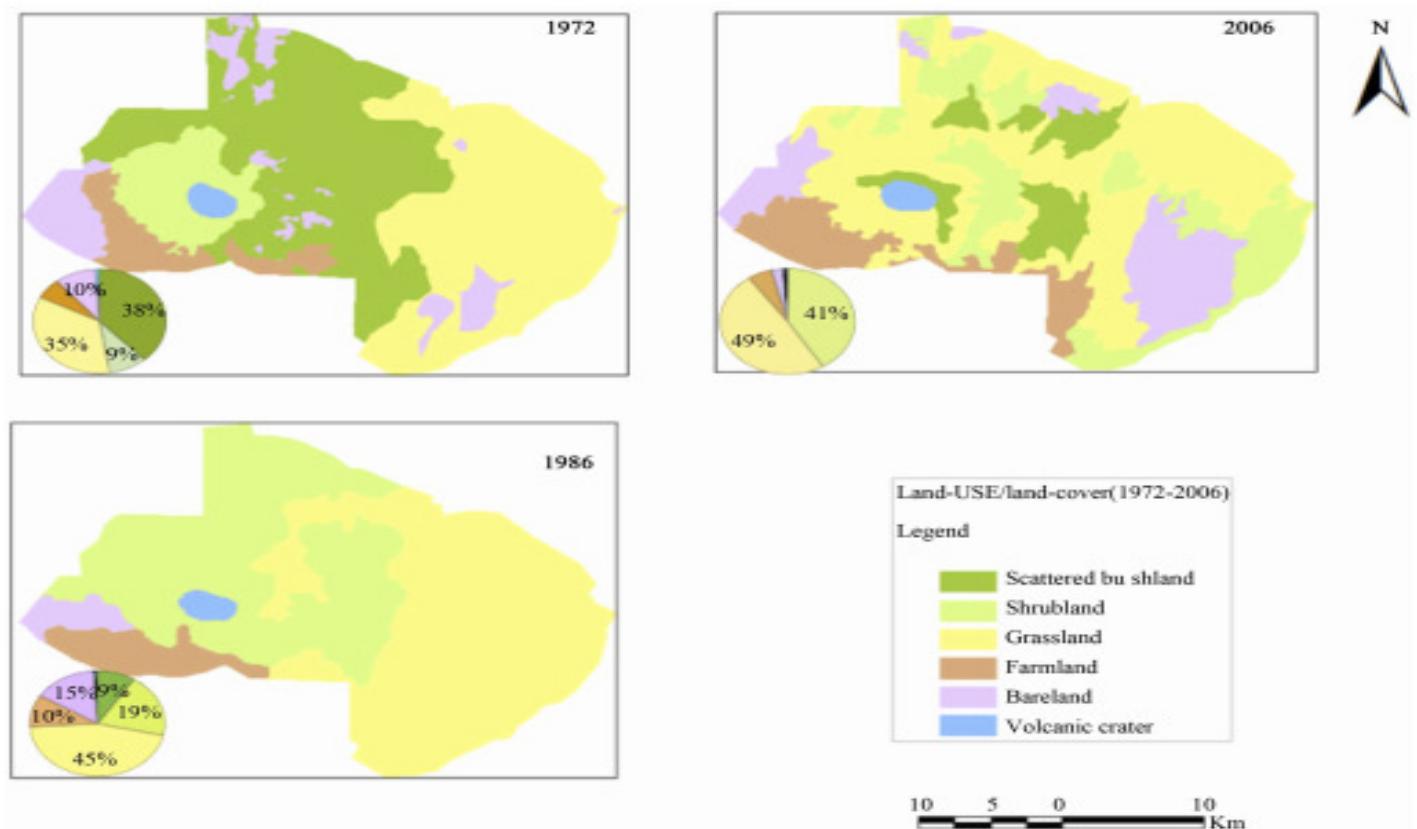 1972
10%
38%
35%
9%
2006
41%
49%
N
1986
15%
9%
10%
19%
45%
Land-USE/land-cover(1972-2006)
Legend
Scattered bu shland
Shrubland
Grassland
Farmland
Bareland
Volcanic crater
10 5 0 10
Km